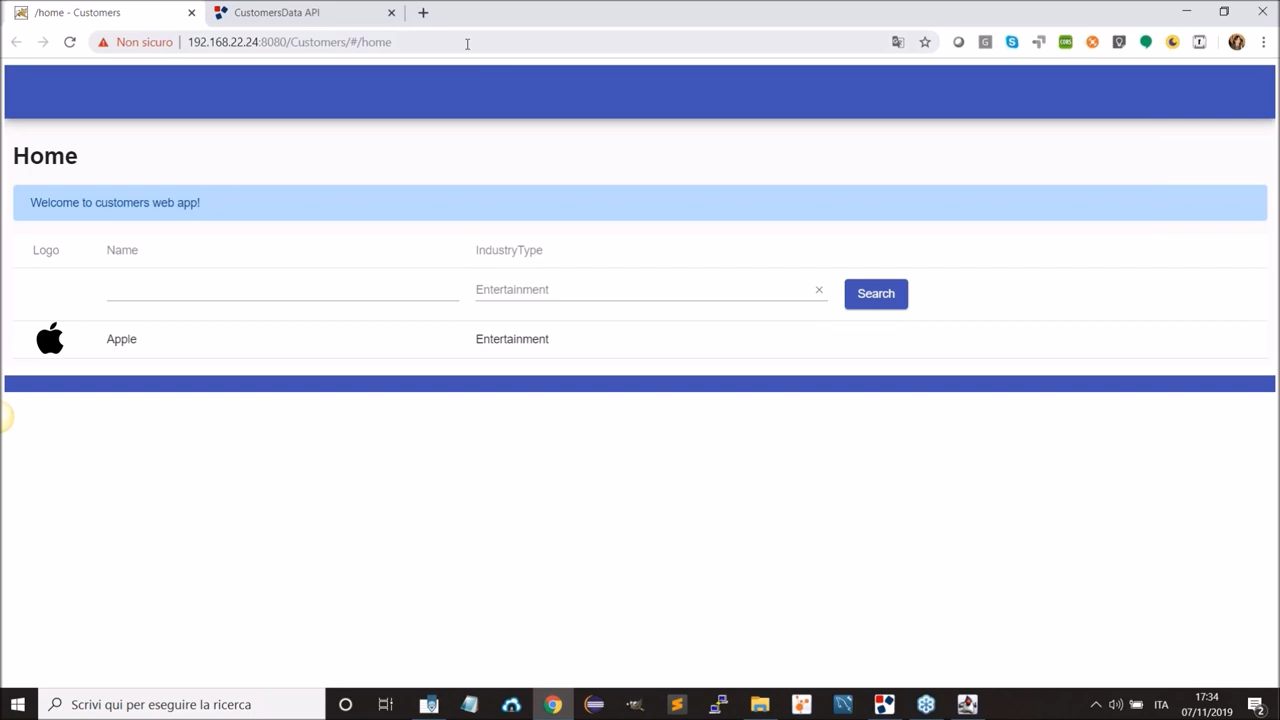 /home - Customers
CustomersData API
Non sicuro
192.168.22.24:8080/Customers/#/home
Home
Welcome to customers web app!
Logo Name IndustryType
Entertainment
Search
Apple Entertainment
Scrivi qui per eseguire la ricerca
ITA
17:34
07/11/2019
2